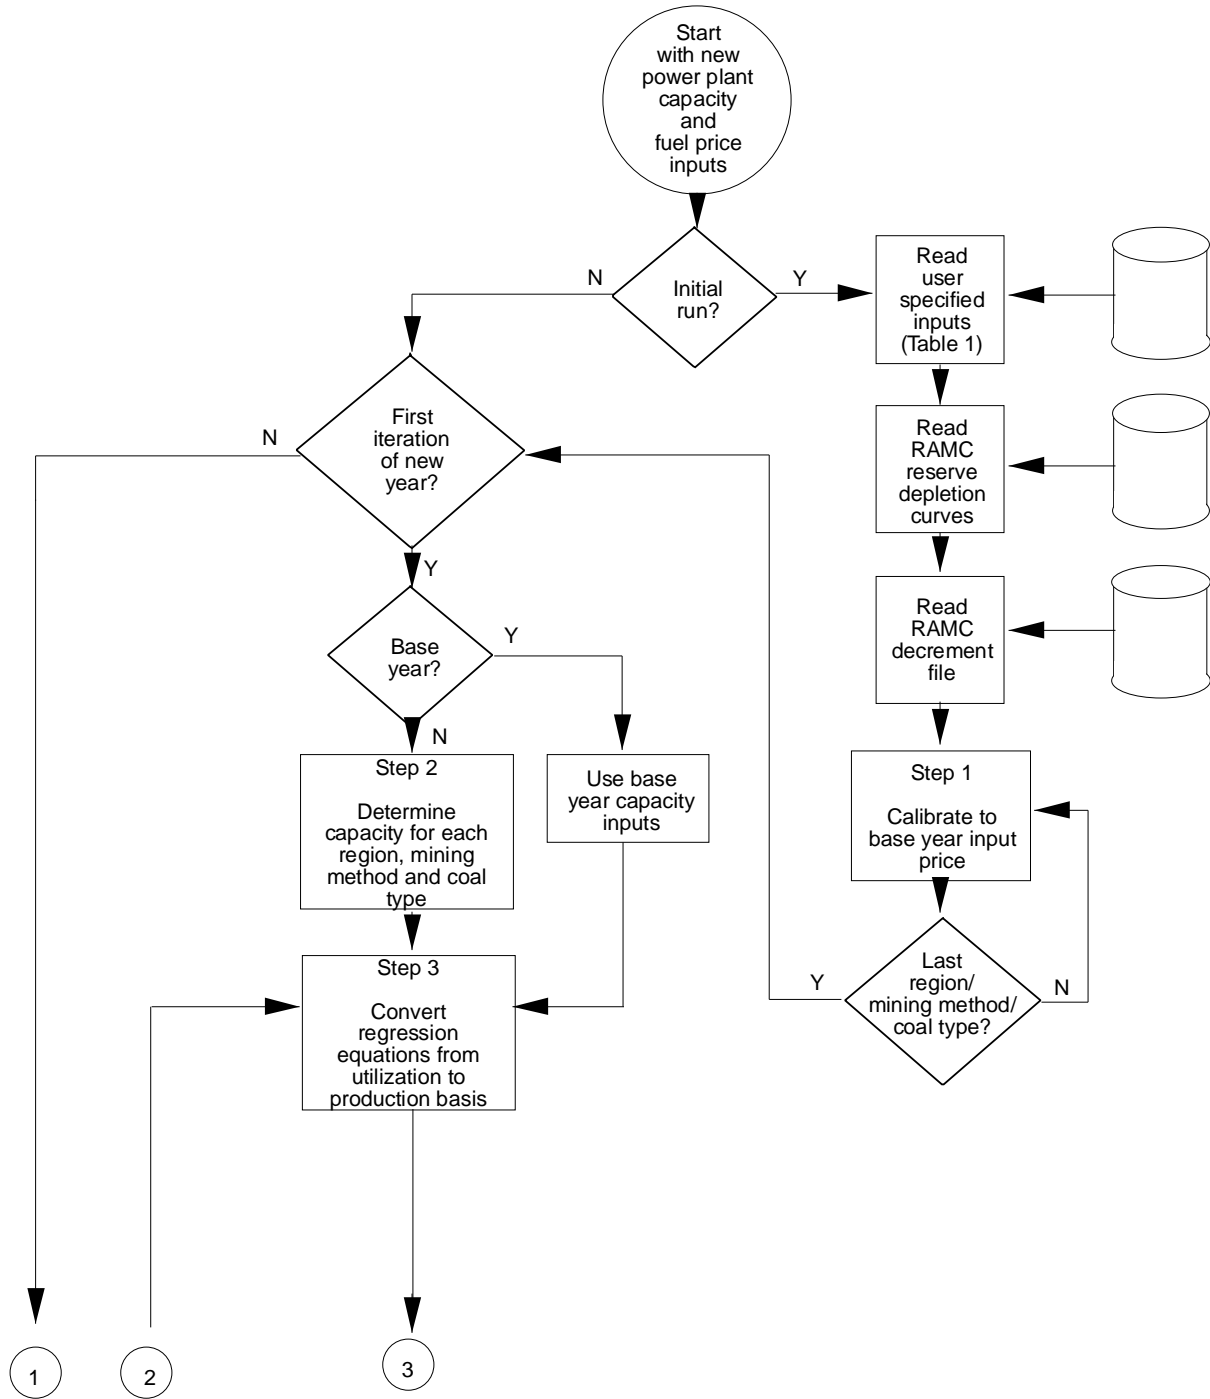 Start
with new
power plant
capacity
and
fuel price
inputs
N
Initial
run?
Y
Read
user
specified
inputs
(Table 1)
N
First
iteration
of new
year?
Read
RAMC
reserve
depletion
curves
Y
Base
year?
Y
Read
RAMC
decrement
file
N
Step 2
Determine
capacity for each
region, mining
method and coal
type
Use base
year capacity
inputs
Step 1
Calibrate to
base year input
price
Step 3
Convert
regression
equations from
utilization to
production basis
Y
Last
region/
mining method/
coal type?
N
1
2
3